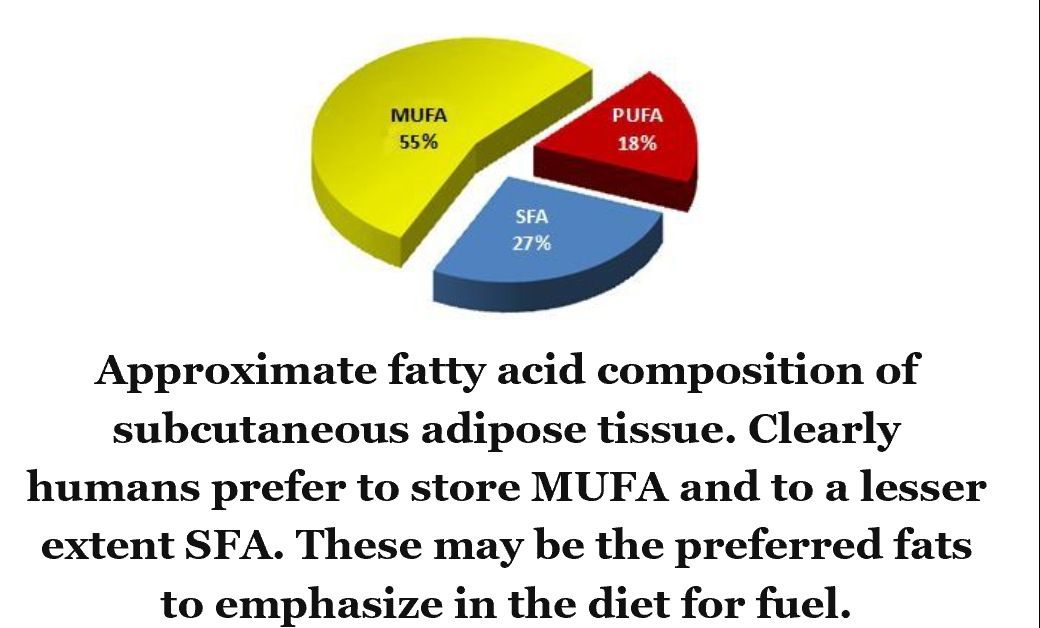 MUFA
55%
PUFA
18%
SFA
27%
Approximate fatty acid composition of
subcutaneous adipose tissue. Clearly
humans prefer to store MUFA and to a lesser
extent SFA. These may be the preferred fats
to emphasize in the diet for fuel.